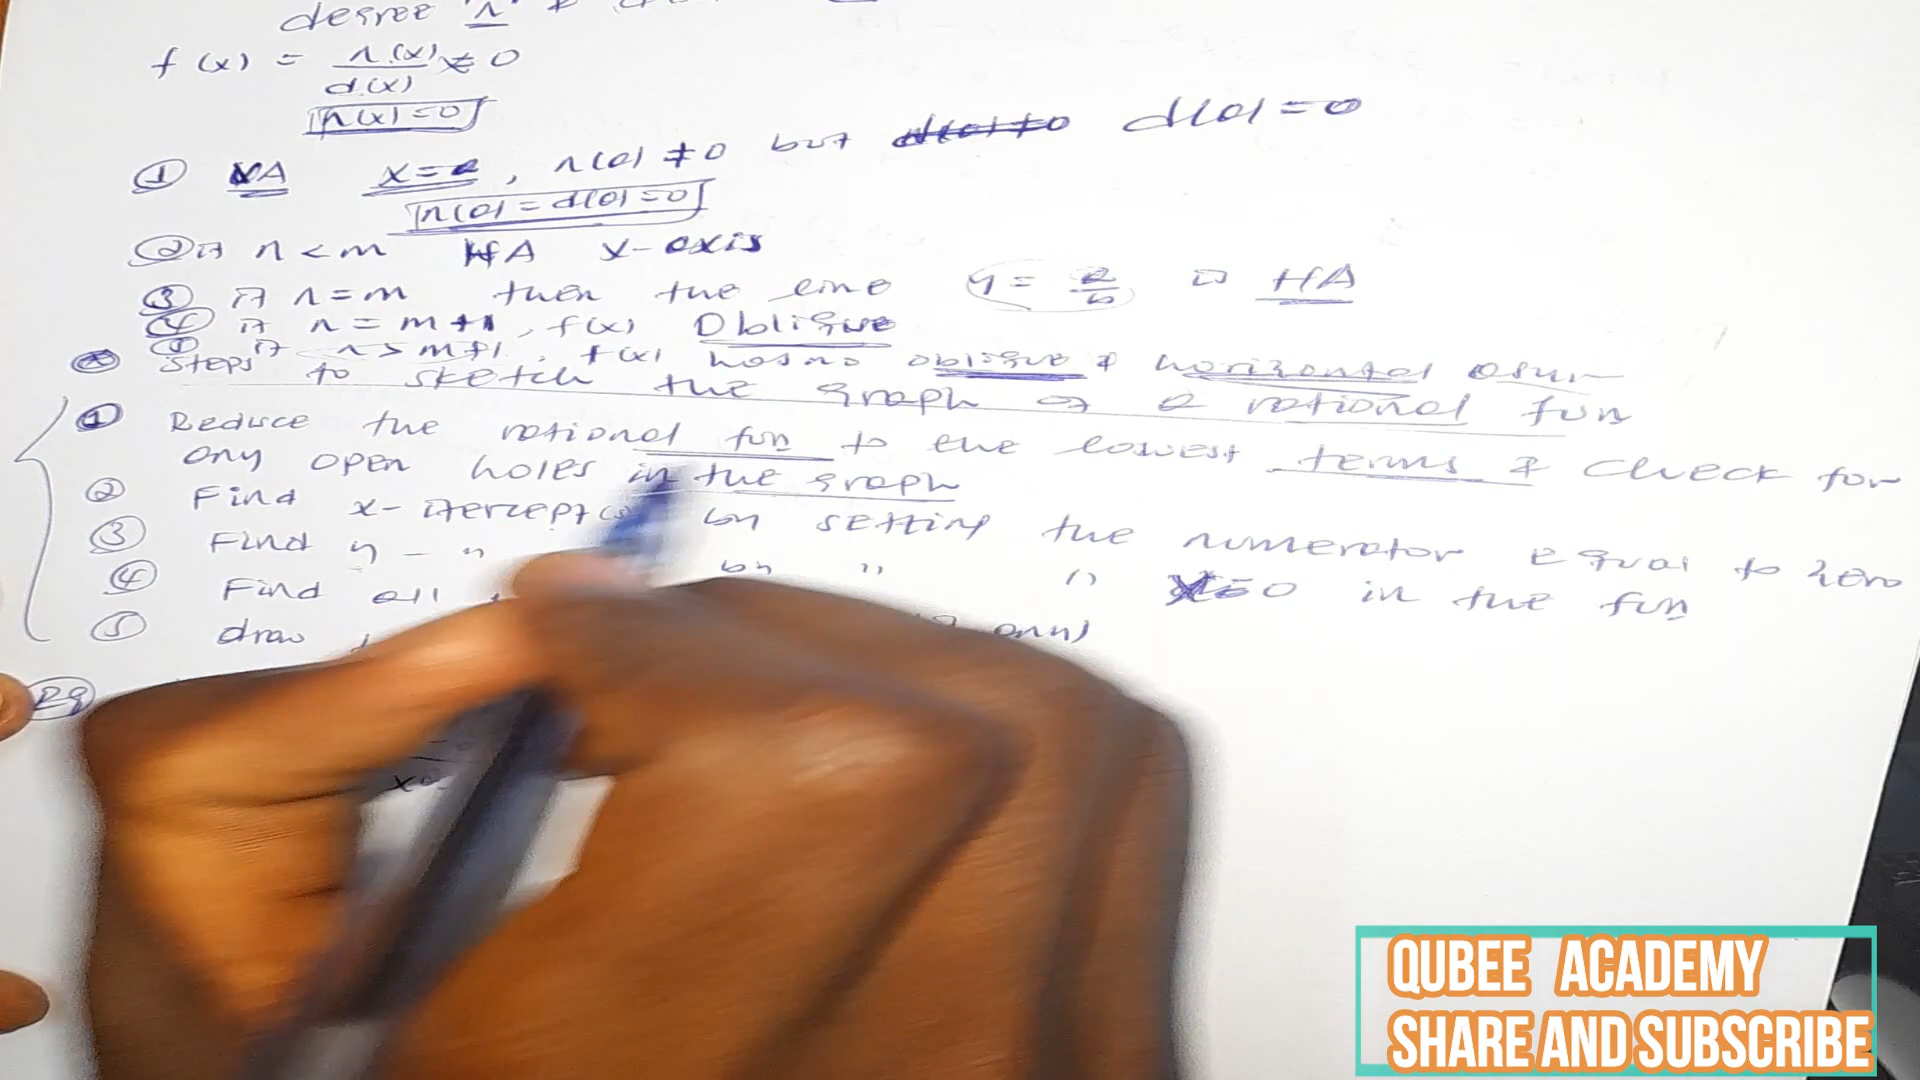 degree n
f(x) = n(x)/d(x) ≠ 0
n(x) = 0
① VA x = a, n(a) ≠ 0 but d(a) ≠ 0 d(a) = 0
n(a) = d(a) = 0
② if n < m HA x-axis
③ if n = m then the line y = a/b is HA
④ if n = m+1, f(x) Oblique
⑤ if n > m+1, f(x) has no oblique & horizontal asym
steps to sketch the graph of a rational fun
① Reduce the rational fun to the lowest terms & check for
any open holes in the graph
② Find x-itercept(s) by setting the numerator equal to zero
③ Find y - " by " " x=0 in the fun
④ Find all any)
⑤ draw
Eg
QUBEE ACADEMY
SHARE AND SUBSCRIBE